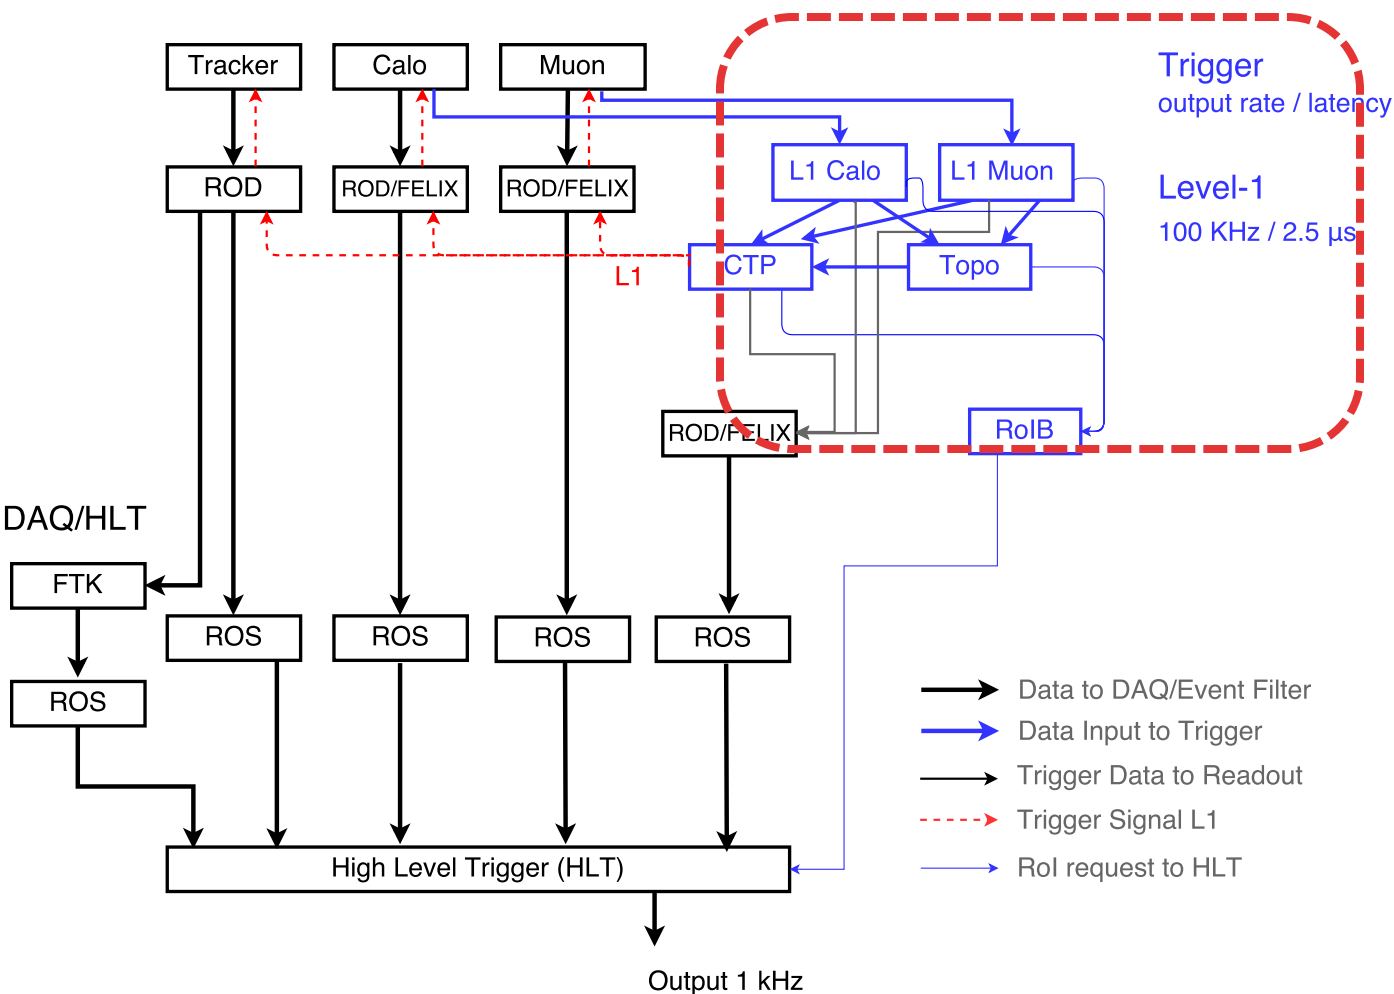 Tracker
Calo
Muon
Trigger
output rate / latency
ROD
ROD/FELIX
ROD/FELIX
L1 Calo
L1 Muon
Level-1
100 KHz / 2.5 µs
L1
CTP
Topo
ROD/FELIX
RoIB
DAQ/HLT
FTK
ROS
ROS
ROS
ROS
ROS
Data to DAQ/Event Filter
Data Input to Trigger
Trigger Data to Readout
Trigger Signal L1
RoI request to HLT
High Level Trigger (HLT)
Output 1 kHz